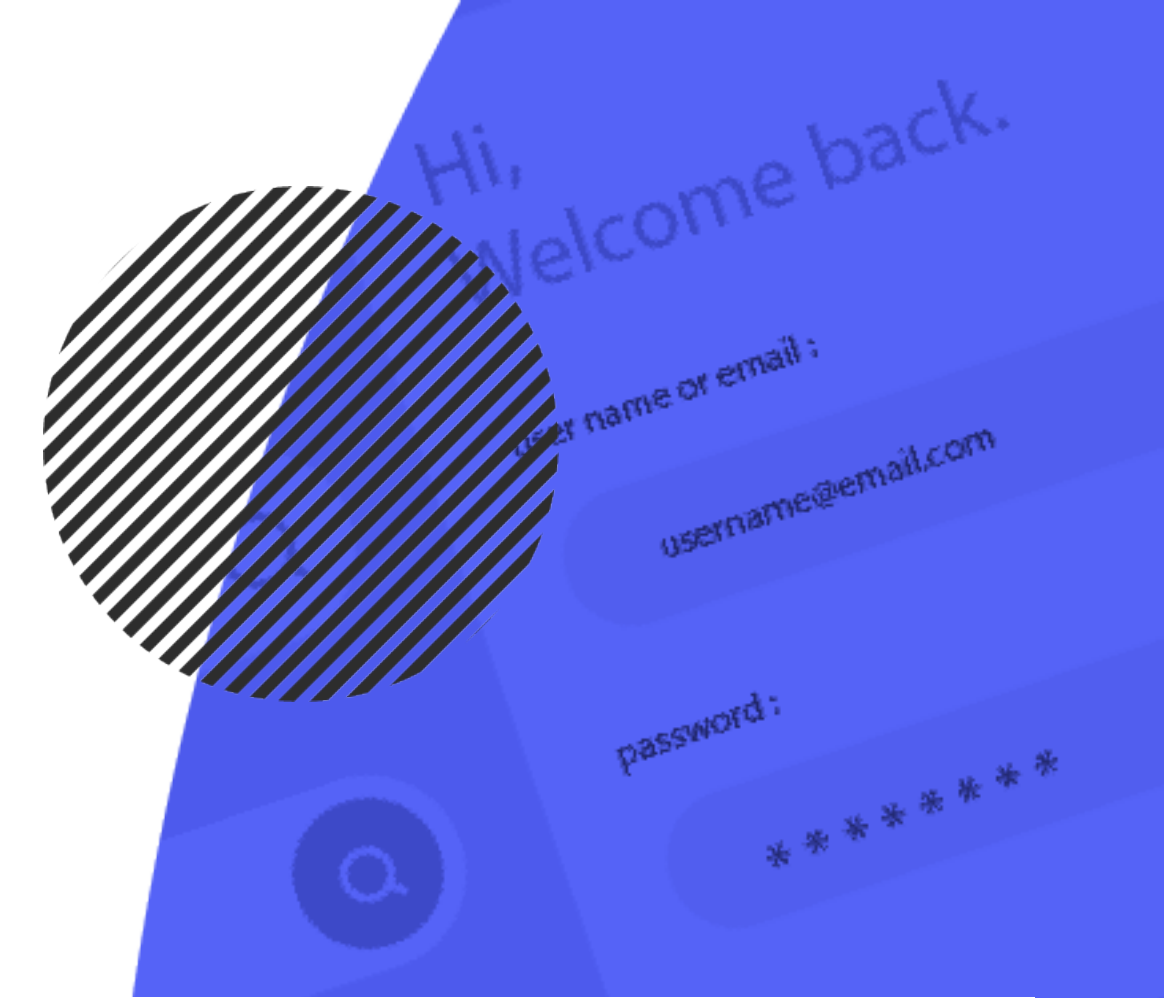 Hi,
Welcome back.
user name or email :
username@email.com
password :
* * * * * * * *